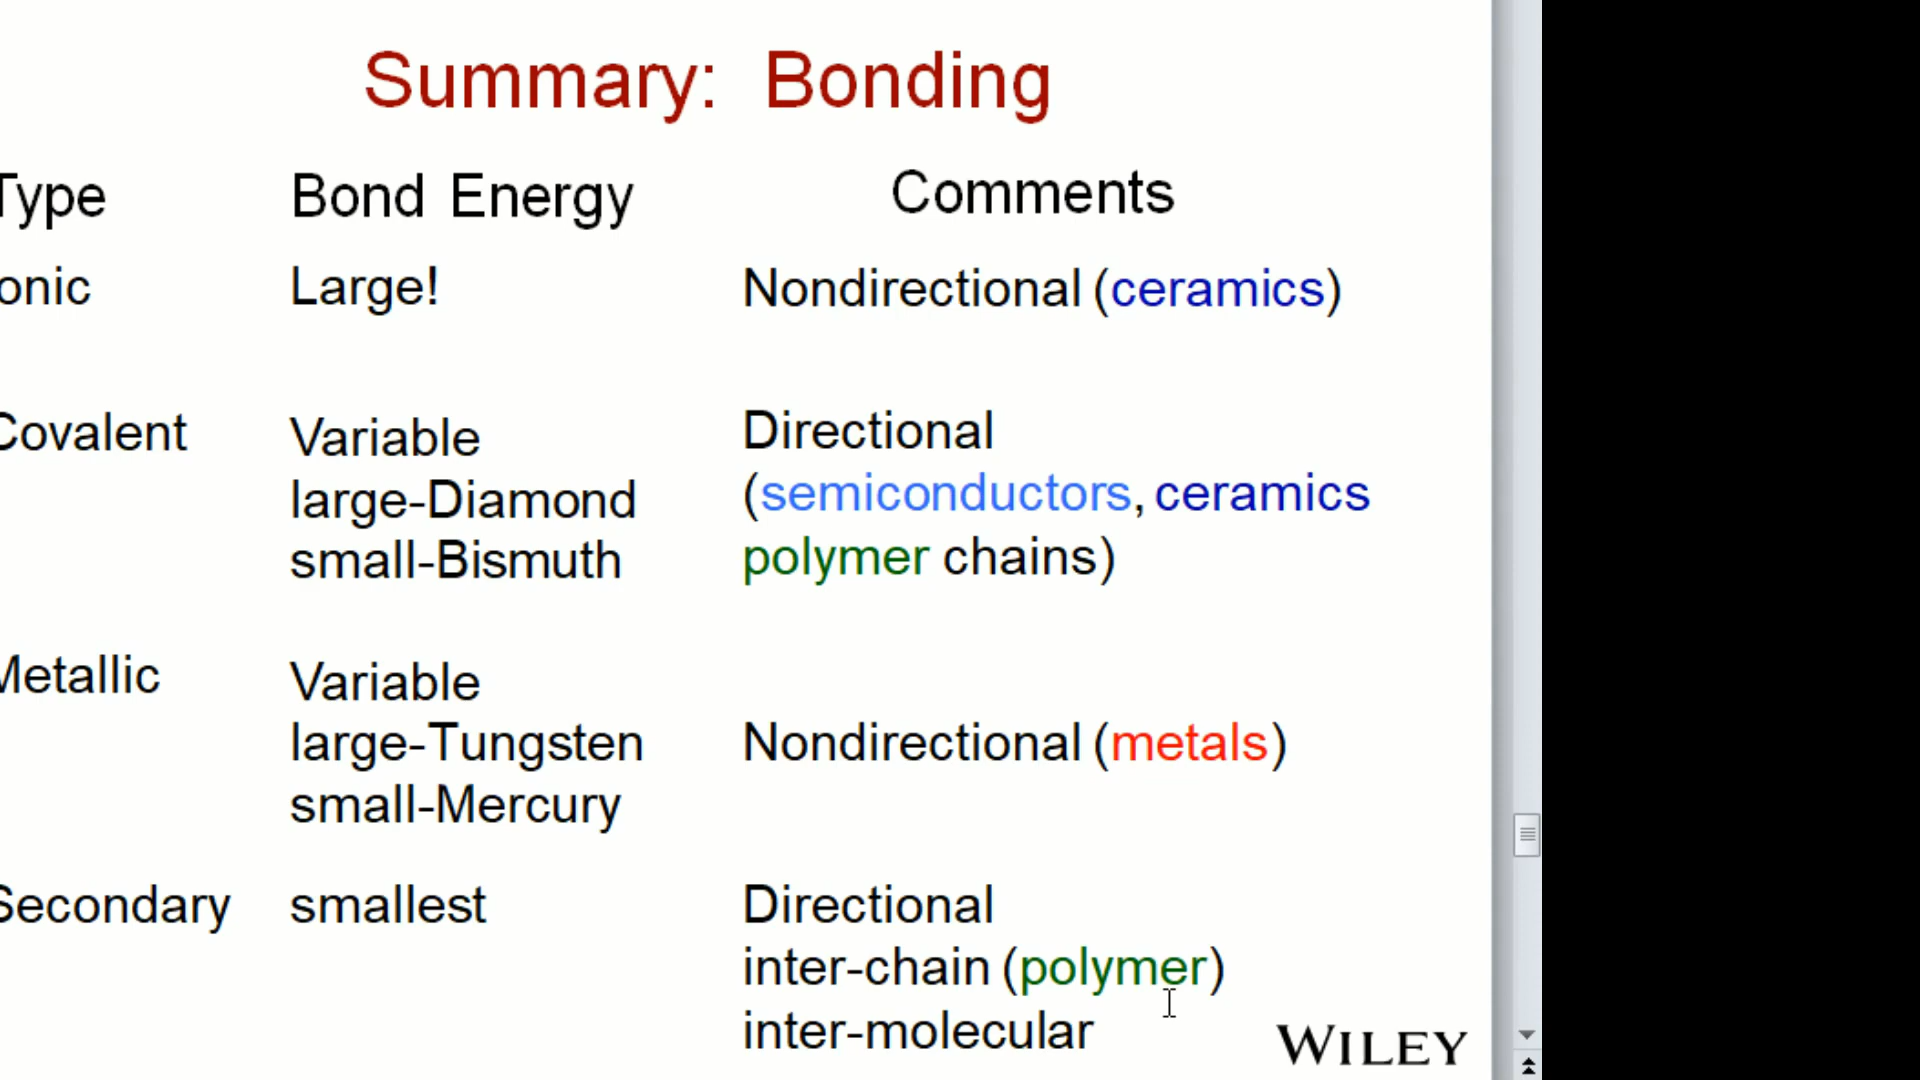 Summary: Bonding
Type Bond Energy Comments
onic Large! Nondirectional (ceramics)
Covalent Variable Directional
large-Diamond (semiconductors, ceramics
small-Bismuth polymer chains)
Metallic Variable
large-Tungsten Nondirectional (metals)
small-Mercury
Secondary smallest Directional
inter-chain (polymer)
inter-molecular
WILEY